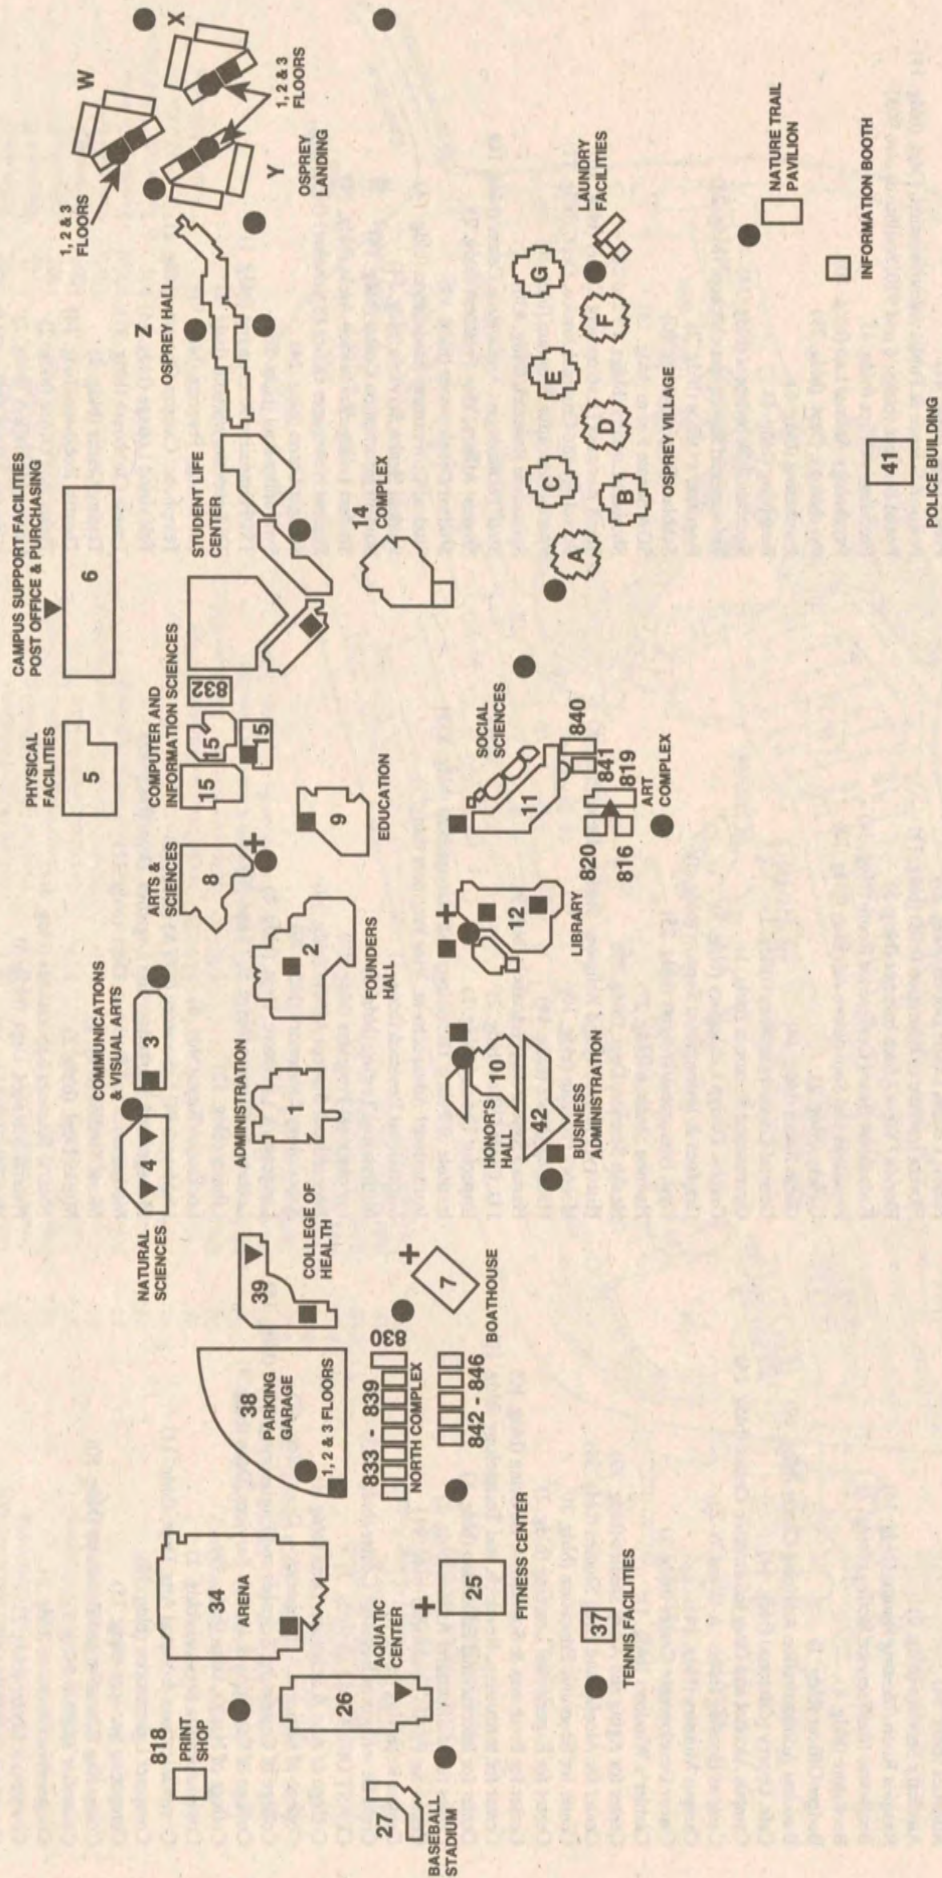 CAMPUS SUPPORT FACILITIES
POST OFFICE & PURCHASING
6
PHYSICAL
FACILITIES
5
W
X
1, 2 & 3
FLOORS
1, 2 & 3
FLOORS
Y
OSPREY
LANDING
Z
OSPREY HALL
STUDENT LIFE
CENTER
COMPUTER AND
INFORMATION SCIENCES
832
15
15
15
14
COMPLEX
ARTS &
SCIENCES
8
9
EDUCATION
COMMUNICATIONS
& VISUAL ARTS
3
4
NATURAL
SCIENCES
2
FOUNDERS
HALL
ADMINISTRATION
1
39
COLLEGE OF
HEALTH
38
PARKING
GARAGE
1, 2 & 3 FLOORS
34
ARENA
818
PRINT
SHOP
26
AQUATIC
CENTER
27
BASEBALL
STADIUM
833 - 839
830
NORTH COMPLEX
842 - 846
7
BOATHOUSE
25
FITNESS CENTER
37
TENNIS FACILITIES
HONOR'S
HALL
10
42
BUSINESS
ADMINISTRATION
12
LIBRARY
SOCIAL
SCIENCES
11
840
841
819
820
816
ART
COMPLEX
A
B
C
D
E
F
G
OSPREY VILLAGE
LAUNDRY
FACILITIES
NATURE TRAIL
PAVILION
INFORMATION BOOTH
41
POLICE BUILDING